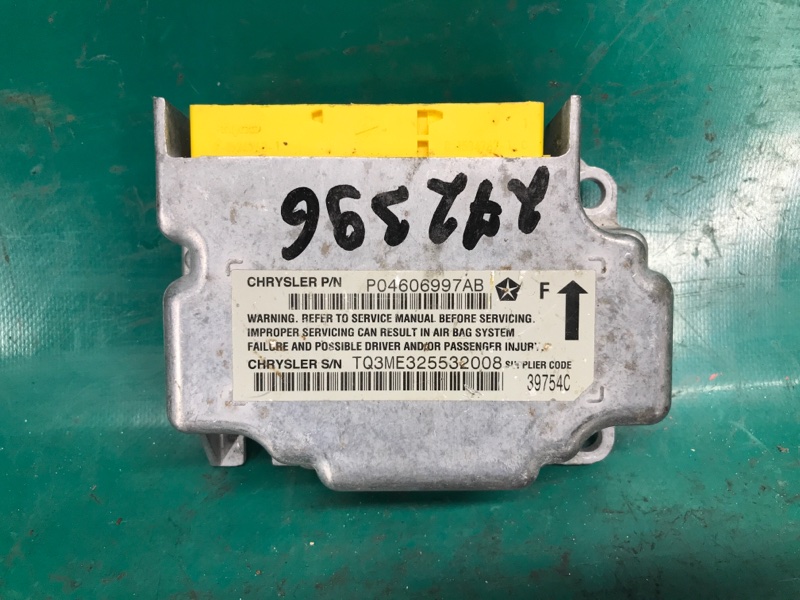 CHRYSLER P/N P04606997AB F
WARNING. REFER TO SERVICE MANUAL BEFORE SERVICING.
IMPROPER SERVICING CAN RESULT IN AIR BAG SYSTEM
FAILURE AND POSSIBLE DRIVER AND/OR PASSENGER INJURY.
CHRYSLER S/N TQ3ME325532008 SUPPLIER CODE
39754C